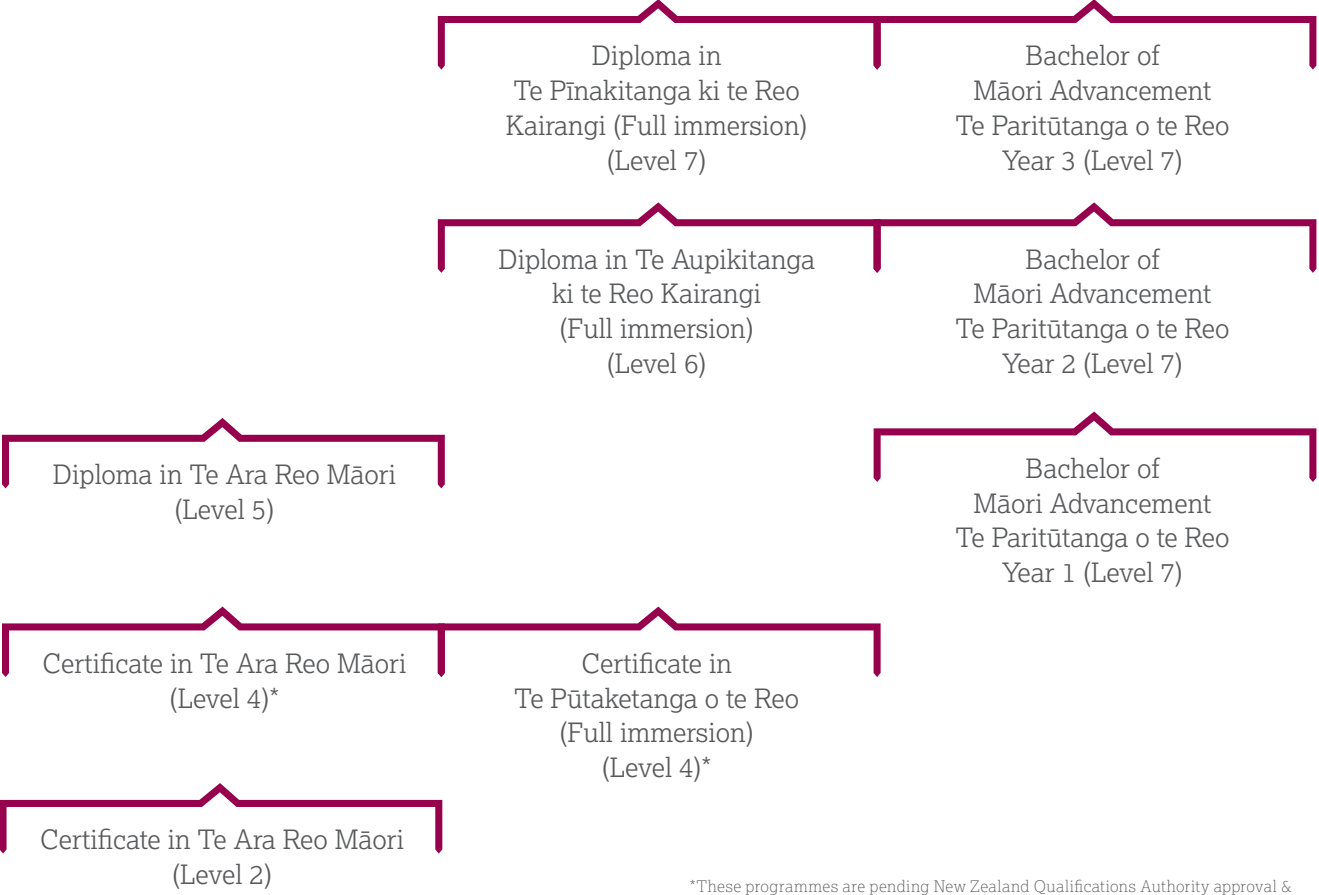 Diploma in
Te Pīnakitanga ki te Reo
Kairangi (Full immersion)
(Level 7)
Bachelor of
Māori Advancement
Te Paritūtanga o te Reo
Year 3 (Level 7)
Diploma in Te Aupikitanga
ki te Reo Kairangi
(Full immersion)
(Level 6)
Bachelor of
Māori Advancement
Te Paritūtanga o te Reo
Year 2 (Level 7)
Diploma in Te Ara Reo Māori
(Level 5)
Bachelor of
Māori Advancement
Te Paritūtanga o te Reo
Year 1 (Level 7)
Certificate in Te Ara Reo Māori
(Level 4)*
Certificate in
Te Pūtaketanga o te Reo
(Full immersion)
(Level 4)*
Certificate in Te Ara Reo Māori
(Level 2)
*These programmes are pending New Zealand Qualifications Authority approval &